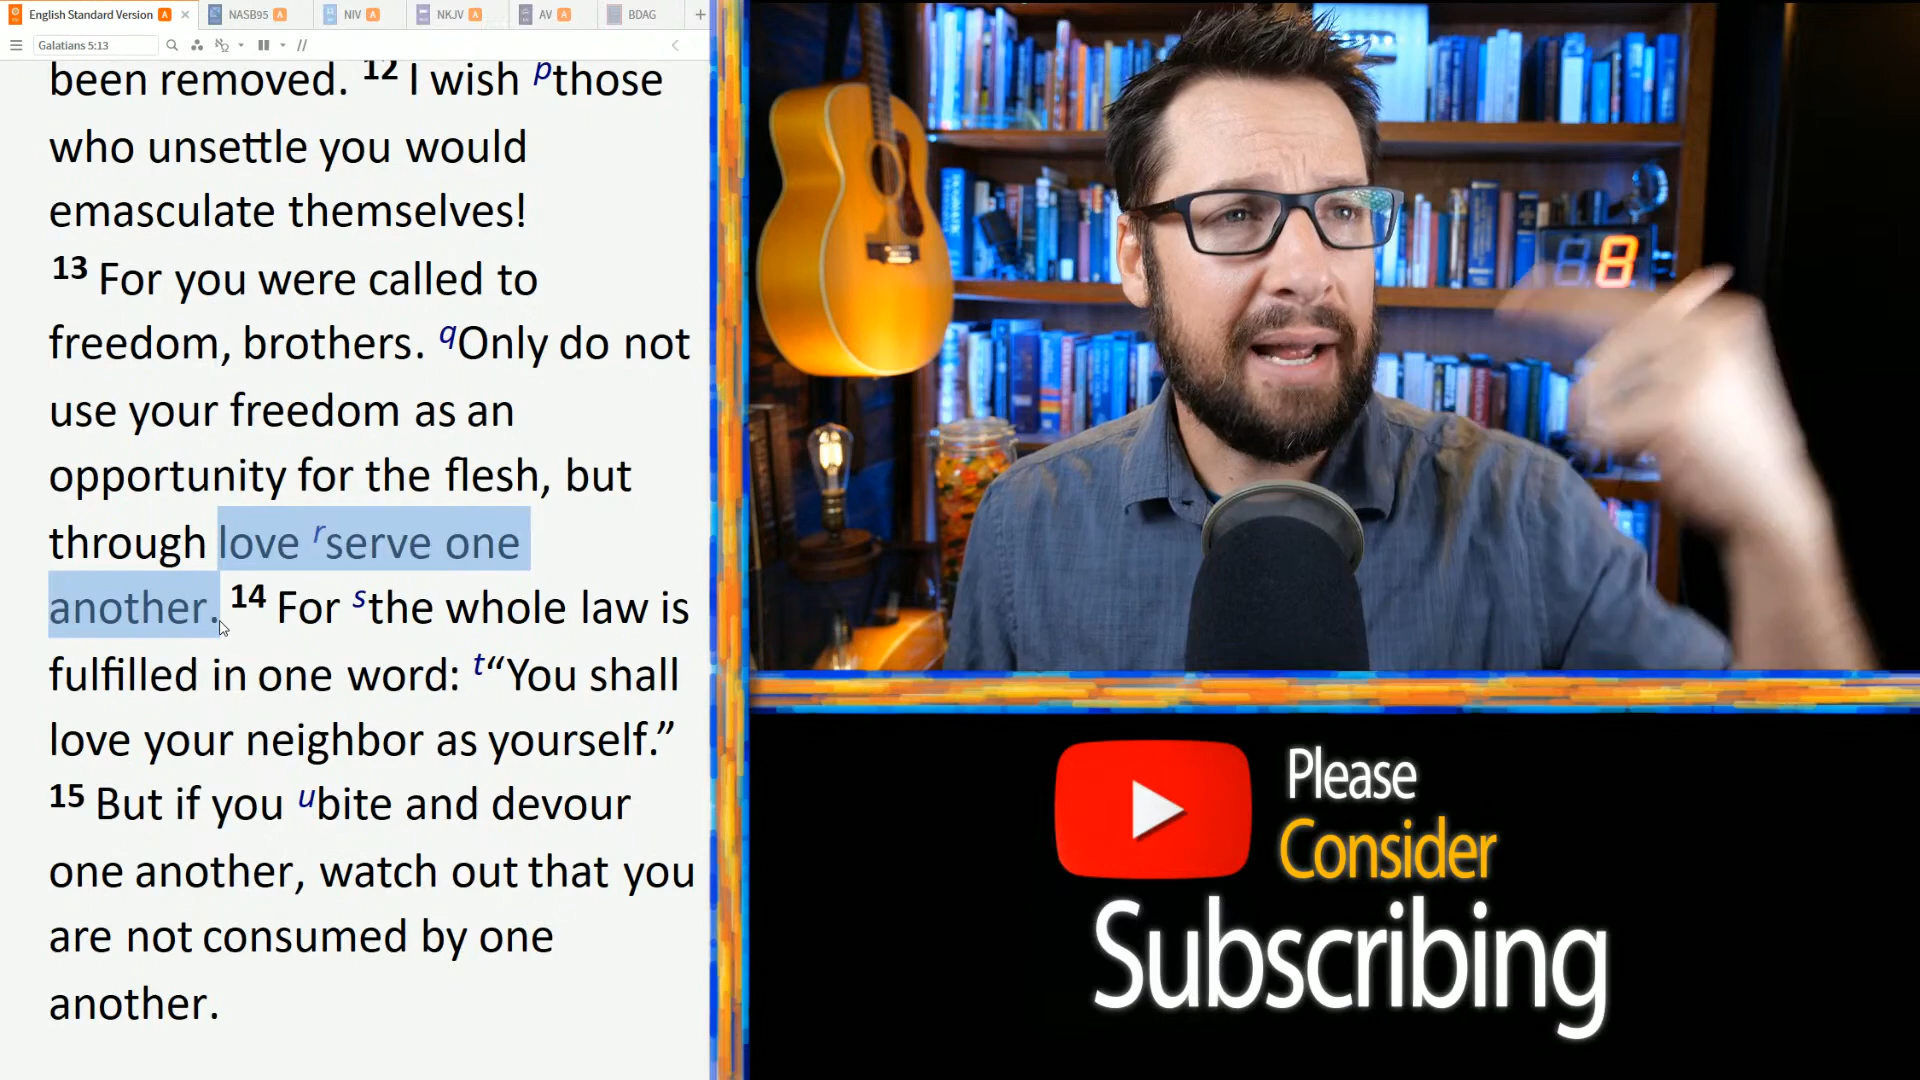 English Standard Version A
NASB95 A
NIV A
NKJV A
AV A
BDAG
Galatians 5:13
been removed. 12 I wish pthose
who unsettle you would
emasculate themselves!
13 For you were called to
freedom, brothers. qOnly do not
use your freedom as an
opportunity for the flesh, but
through love rserve one
another. 14 For sthe whole law is
fulfilled in one word: t“You shall
love your neighbor as yourself.”
15 But if you ubite and devour
one another, watch out that you
are not consumed by one
another.
8
Please
Consider
Subscribing